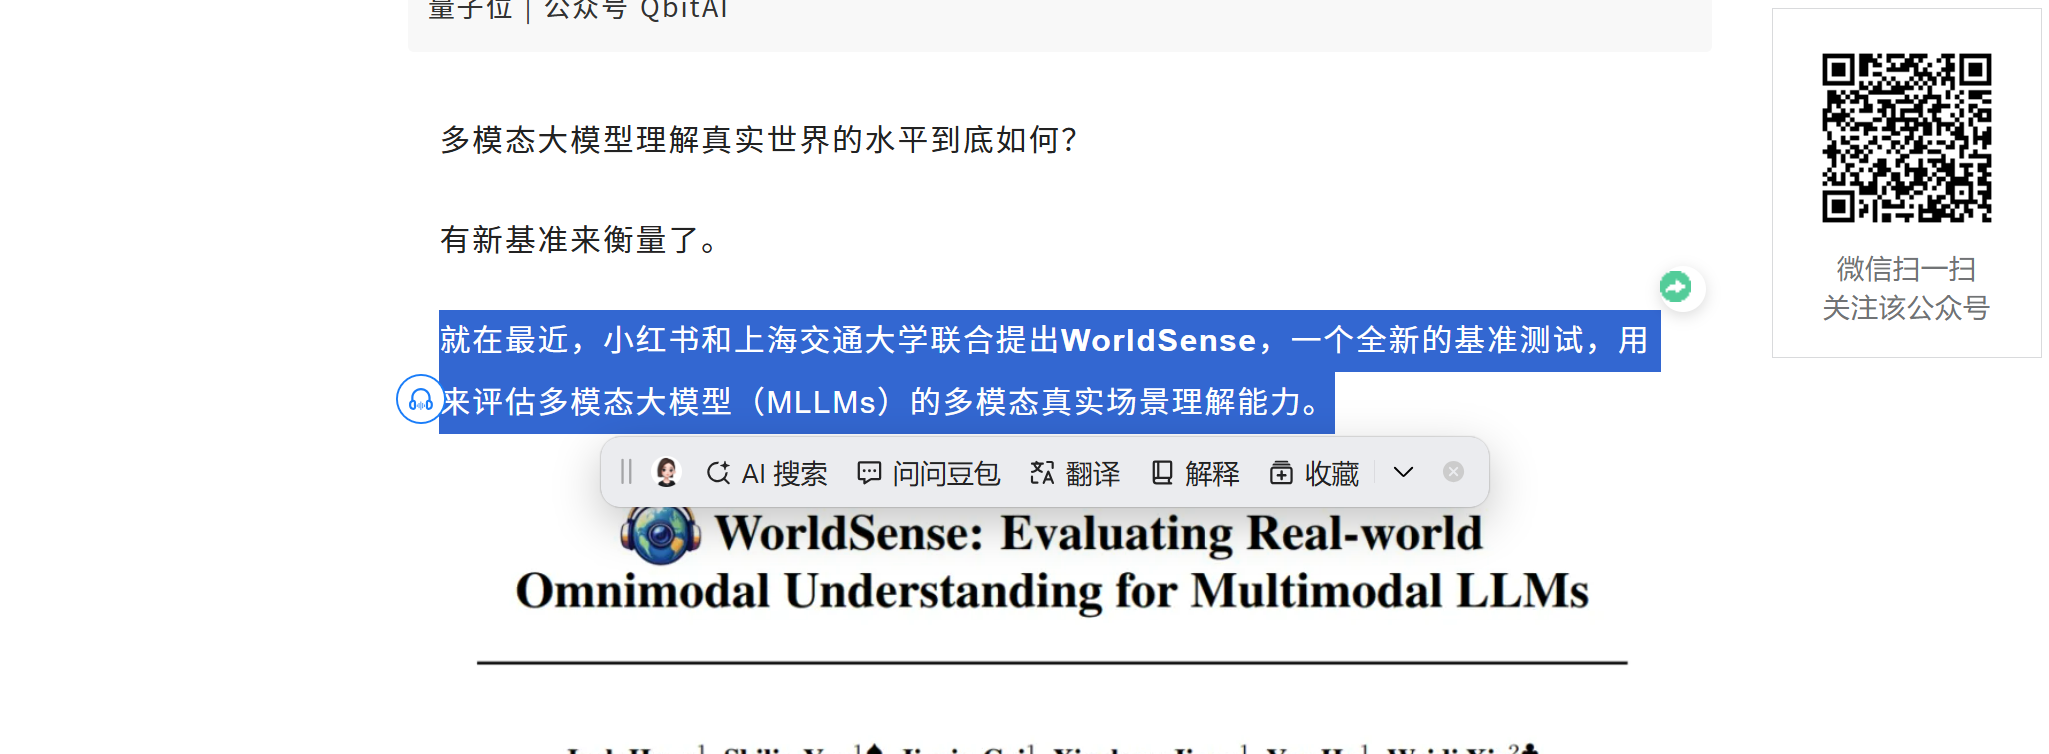 量子位 | 公众号 QbitAI
多模态大模型理解真实世界的水平到底如何？
有新基准来衡量了。
就在最近，小红书和上海交通大学联合提出WorldSense，一个全新的基准测试，用
来评估多模态大模型（MLLMs）的多模态真实场景理解能力。
AI 搜索 问问豆包 翻译 解释 收藏
WorldSense: Evaluating Real-world
Omnimodal Understanding for Multimodal LLMs
微信扫一扫
关注该公众号